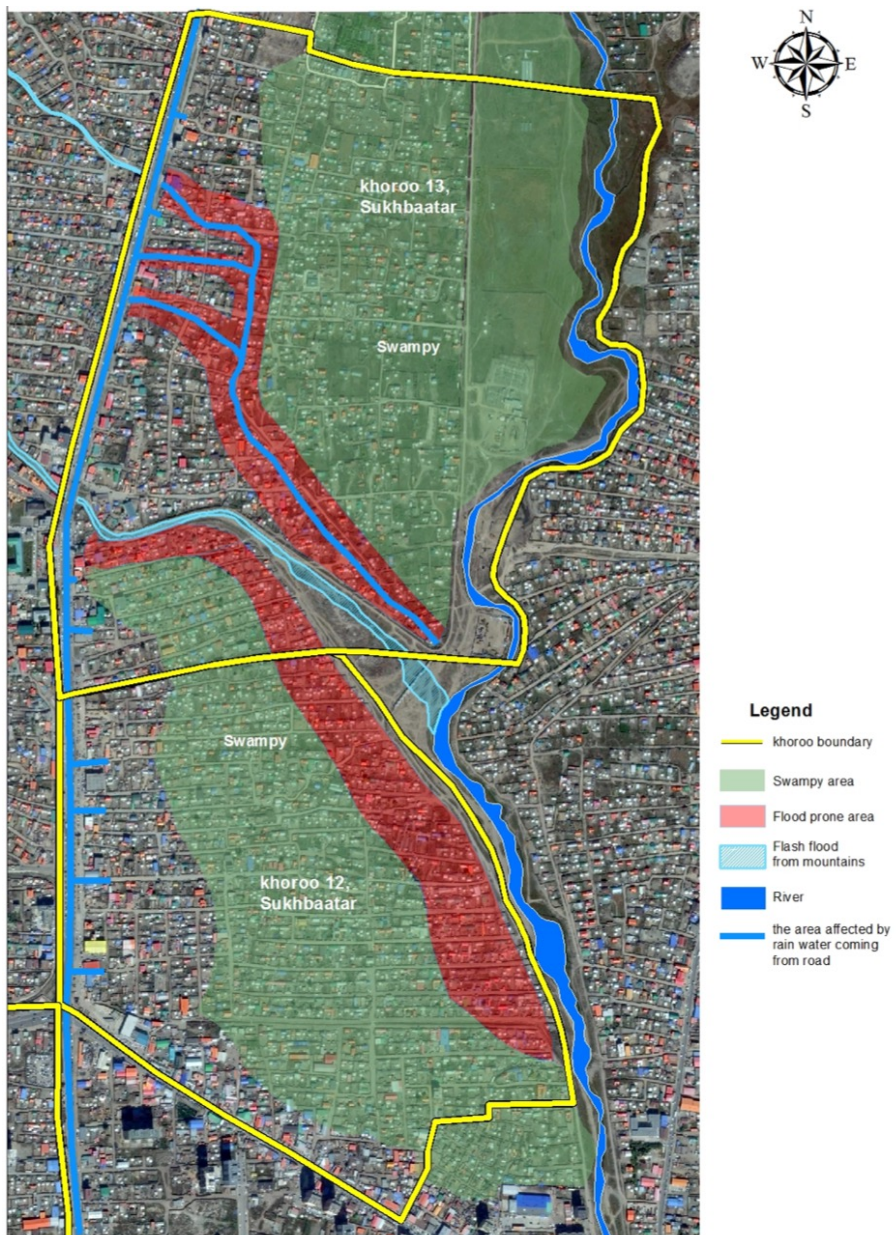 N
W
E
S
khoroo 13,
Sukhbaatar
Swampy
Swampy
khoroo 12,
Sukhbaatar
Legend
khoroo boundary
Swampy area
Flood prone area
Flash flood
from mountains
River
the area affected by
rain water coming
from road